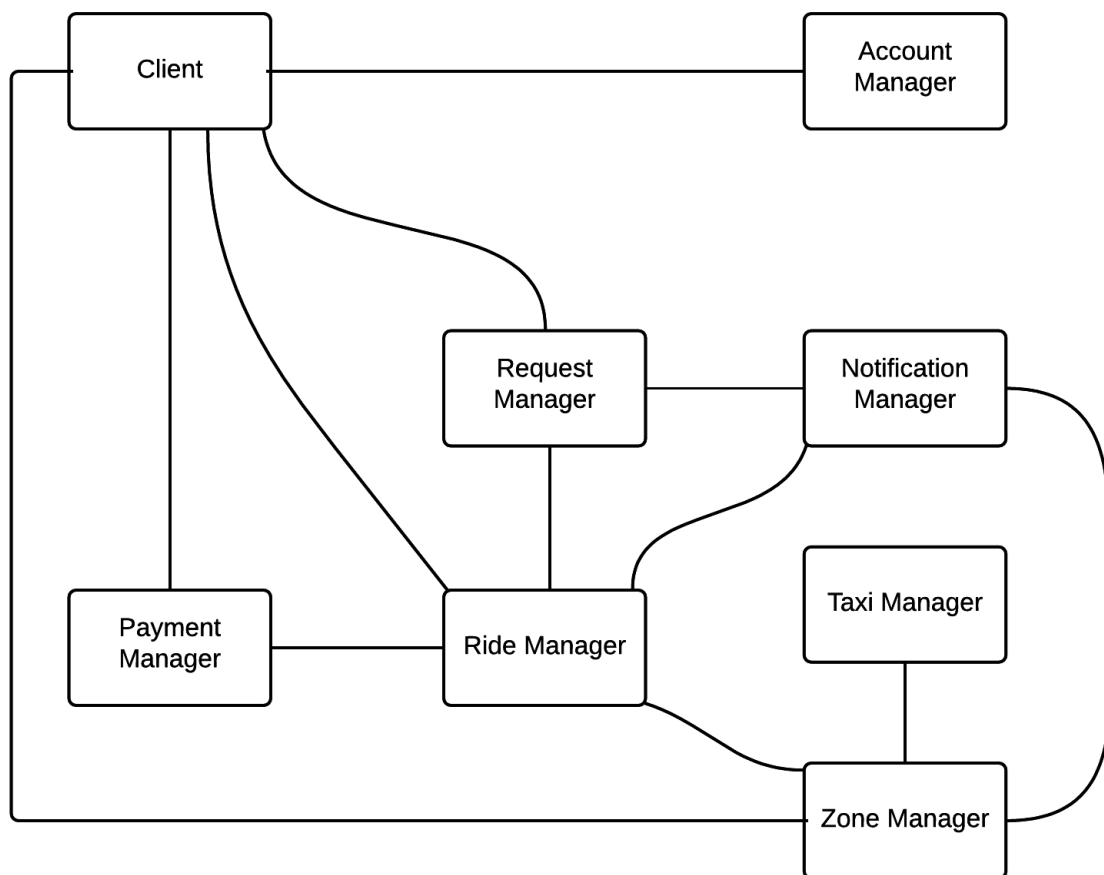 Client
Account
Manager
Request
Manager
Notification
Manager
Taxi Manager
Payment
Manager
Ride Manager
Zone Manager